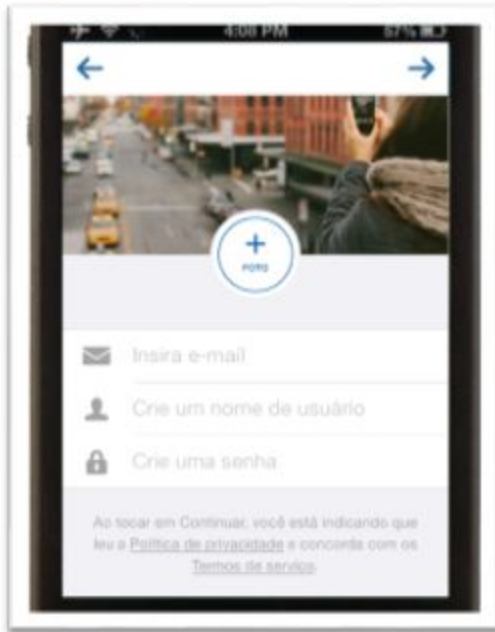 4:08 PM 57%
+
FOTO
Insira e-mail
Crie um nome de usuário
Crie uma senha
Ao tocar em Continuar, você está indicando que
leu a Política de privacidade e concorda com os
Termos de serviço.